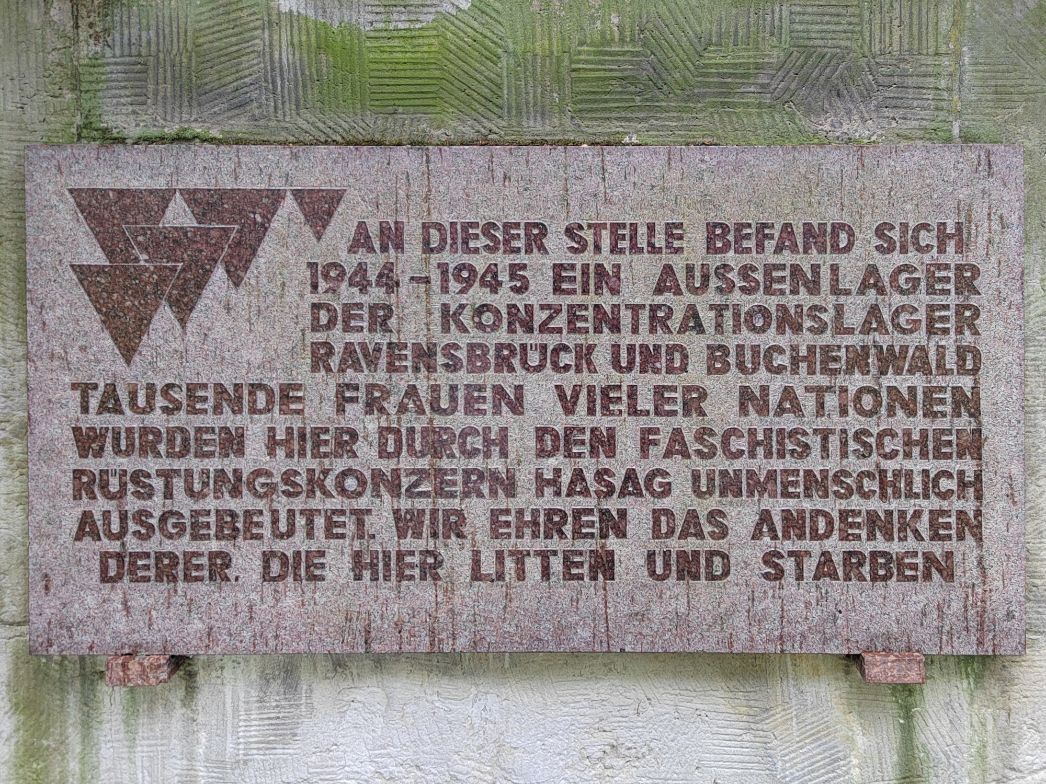 AN DIESER STELLE BEFAND SICH
1944-1945 EIN AUSSENLAGER
DER KONZENTRATIONSLAGER
RAVENSBRÜCK UND BUCHENWALD
TAUSENDE FRAUEN VIELER NATIONEN
WURDEN HIER DURCH DEN FASCHISTISCHEN
RÜSTUNGSKONZERN HASAG UNMENSCHLICH
AUSGEBEUTET. WIR EHREN DAS ANDENKEN
DERER, DIE HIER LITTEN UND STARBEN